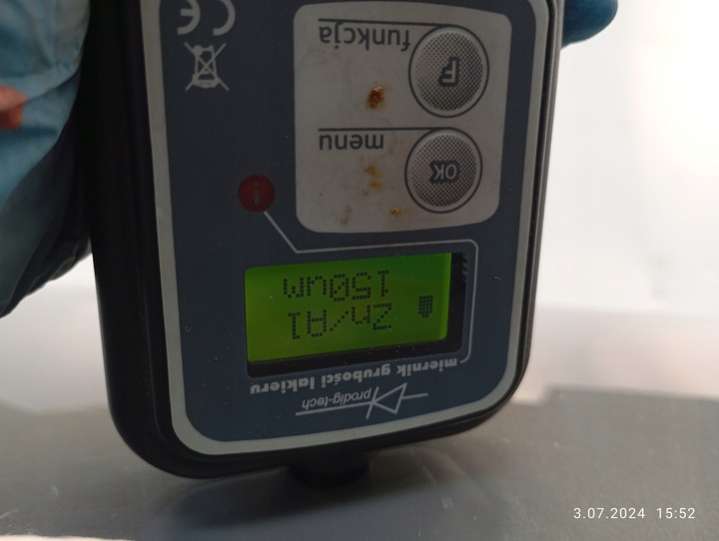 prodig-tech
miernik grubości lakieru
Zn/Al
150um
OK
menu
F
funkcja
CE
3.07.2024 15:52